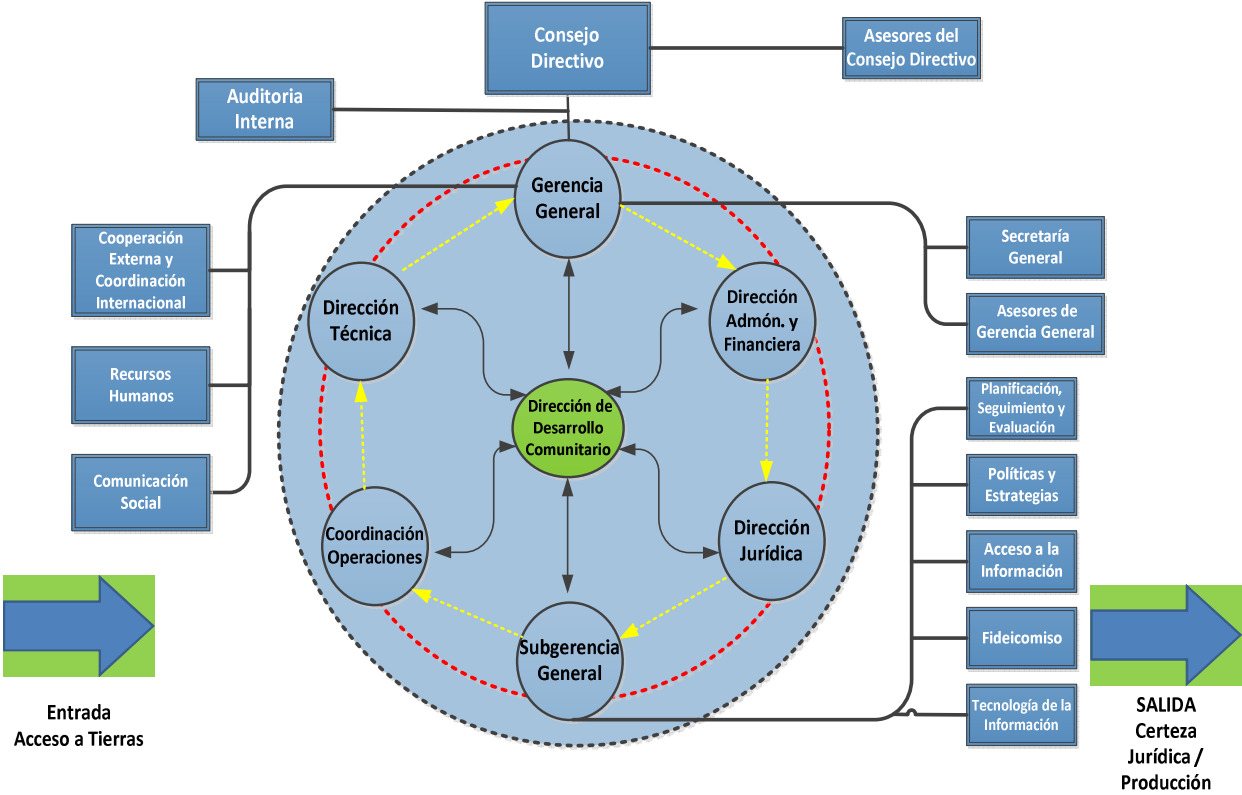 Consejo
Directivo
Asesores del
Consejo Directivo
Auditoria
Interna
Gerencia
General
Cooperación
Externa y
Coordinación
Internacional
Secretaría
General
Dirección
Técnica
Dirección
Admón. y
Financiera
Asesores de
Gerencia General
Recursos
Humanos
Dirección de
Desarrollo
Comunitario
Planificación,
Seguimiento y
Evaluación
Comunicación
Social
Políticas y
Estrategias
Coordinación
Operaciones
Dirección
Jurídica
Acceso a la
Información
Subgerencia
General
Fideicomiso
Tecnología de la
Información
Entrada
Acceso a Tierras
SALIDA
Certeza
Jurídica /
Producción